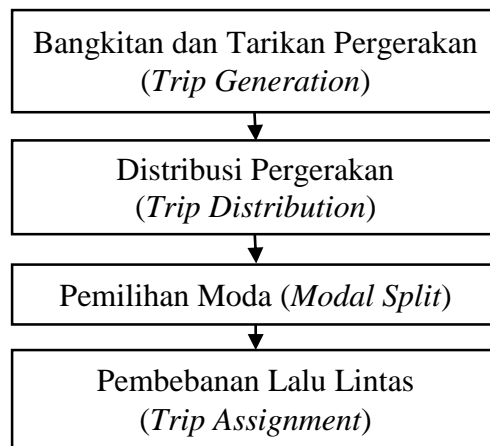 Bangkitan dan Tarikan Pergerakan
(Trip Generation)
Distribusi Pergerakan
(Trip Distribution)
Pemilihan Moda (Modal Split)
Pembebanan Lalu Lintas
(Trip Assignment)